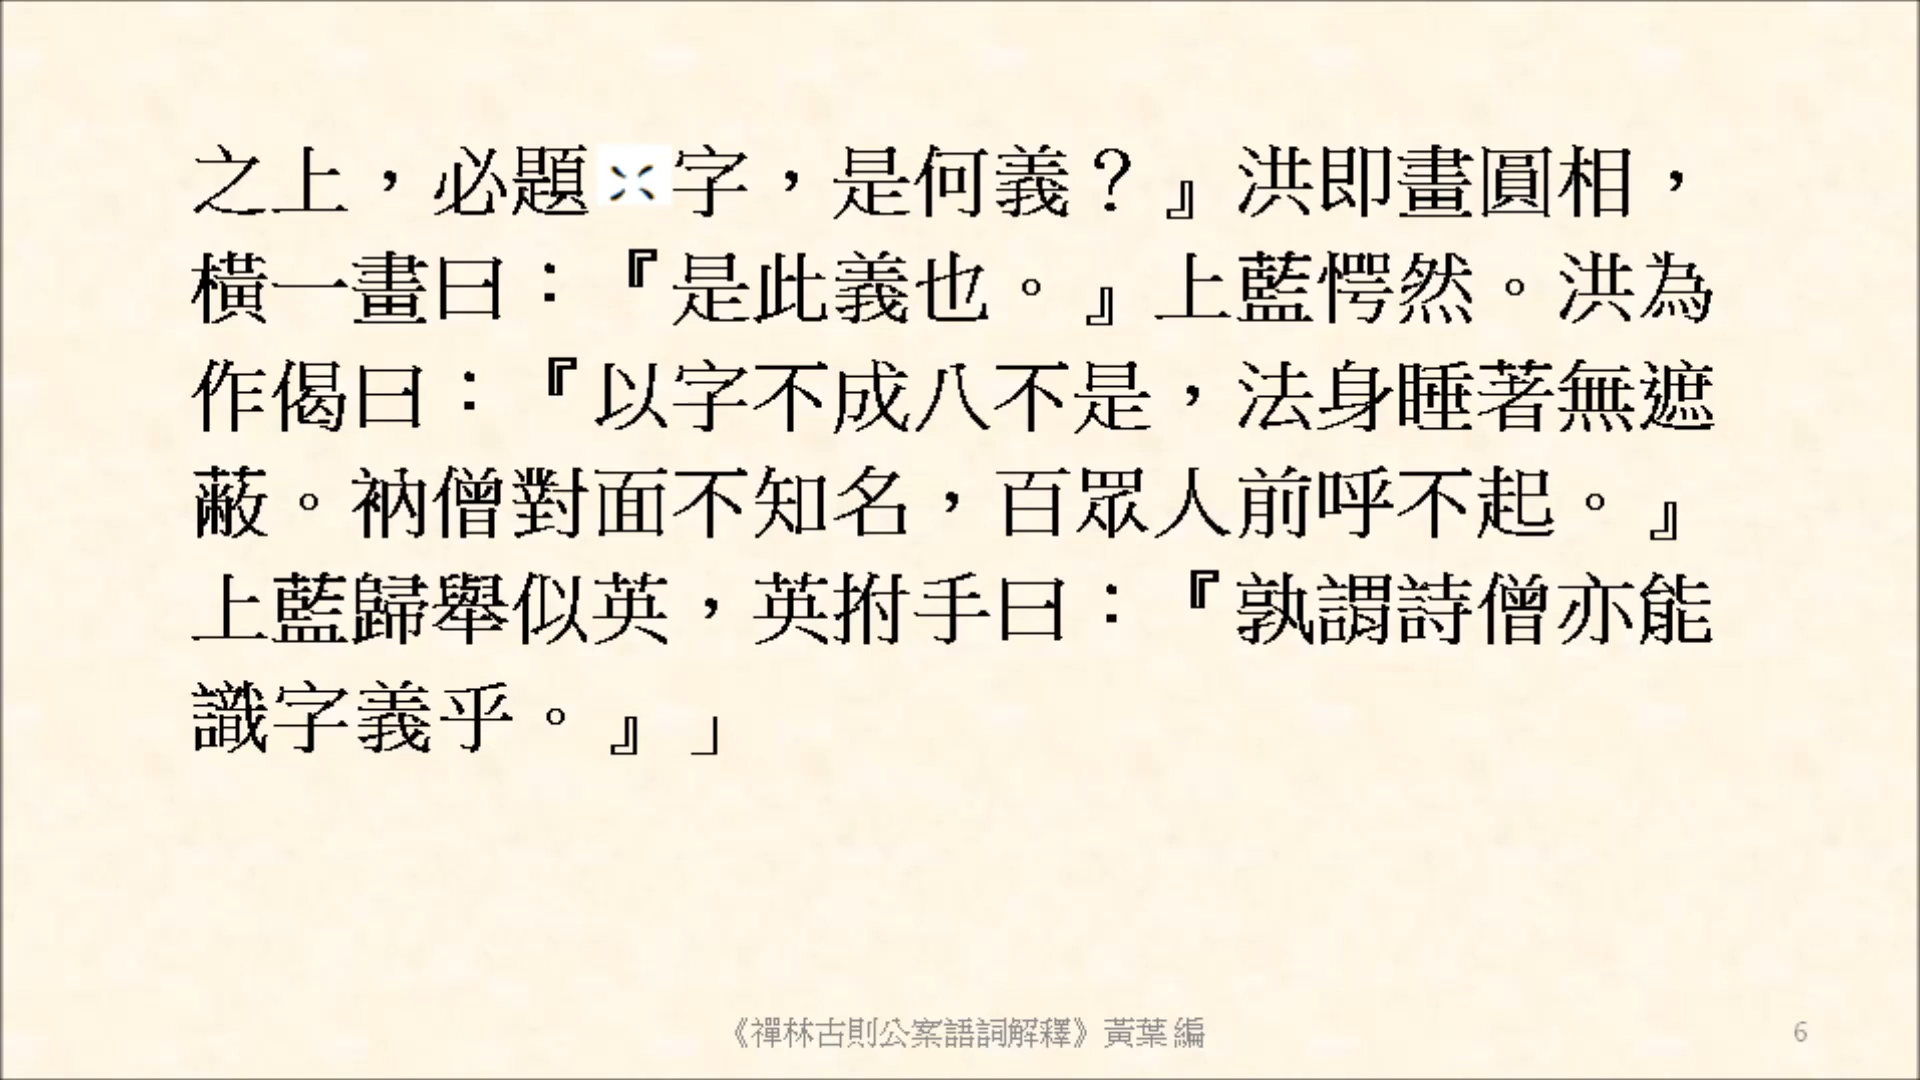 之上，必題字，是何義？』洪即畫圓相，
橫一畫曰：『是此義也。』上藍愕然。洪為
作偈曰：『以字不成八不是，法身睡著無遮
蔽。衲僧對面不知名，百眾人前呼不起。』
上藍歸舉似英，英拊手曰：『孰謂詩僧亦能
識字義乎。』」
《禪林古則公案語詞解釋》黃葉 編
6